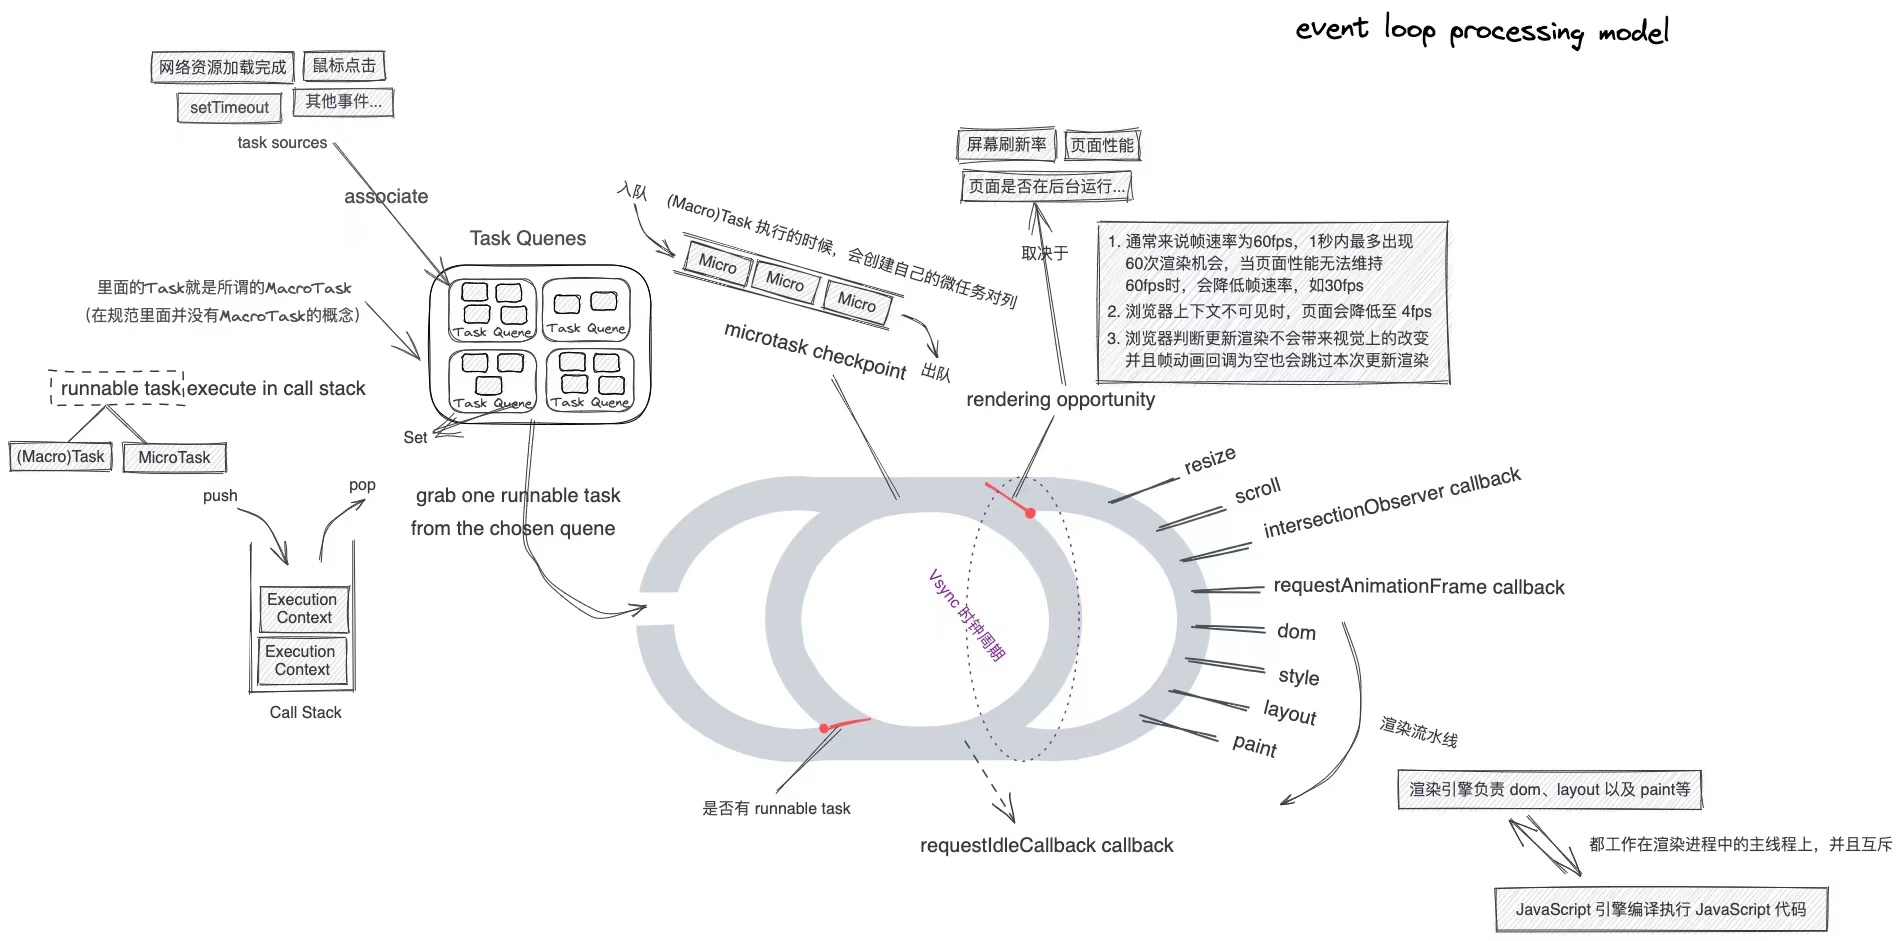 event loop processing model
网络资源加载完成
鼠标点击
setTimeout
其他事件...
task sources
associate
Task Quenes
里面的Task就是所谓的MacroTask
（在规范里面并没有MacroTask的概念）
Task Quene
Task Quene
Task Quene
Task Quene
Set
runnable task execute in call stack
(Macro)Task
MicroTask
push
pop
Execution
Context
Execution
Context
Call Stack
grab one runnable task
from the chosen quene
入队
(Macro)Task 执行的时候，会创建自己的微任务对列
Micro
Micro
Micro
microtask checkpoint
出队
屏幕刷新率
页面性能
页面是否在后台运行...
取决于
1. 通常来说帧速率为60fps，1秒内最多出现
60次渲染机会，当页面性能无法维持
60fps时，会降低帧速率，如30fps
2. 浏览器上下文不可见时，页面会降低至 4fps
3. 浏览器判断更新渲染不会带来视觉上的改变
并且帧动画回调为空也会跳过本次更新渲染
rendering opportunity
resize
scroll
intersectionObserver callback
requestAnimationFrame callback
dom
style
layout
paint
Vsync 时钟周期
渲染流水线
是否有 runnable task
requestIdleCallback callback
渲染引擎负责 dom、layout 以及 paint等
都工作在渲染进程中的主线程上，并且互斥
JavaScript 引擎编译执行 JavaScript 代码